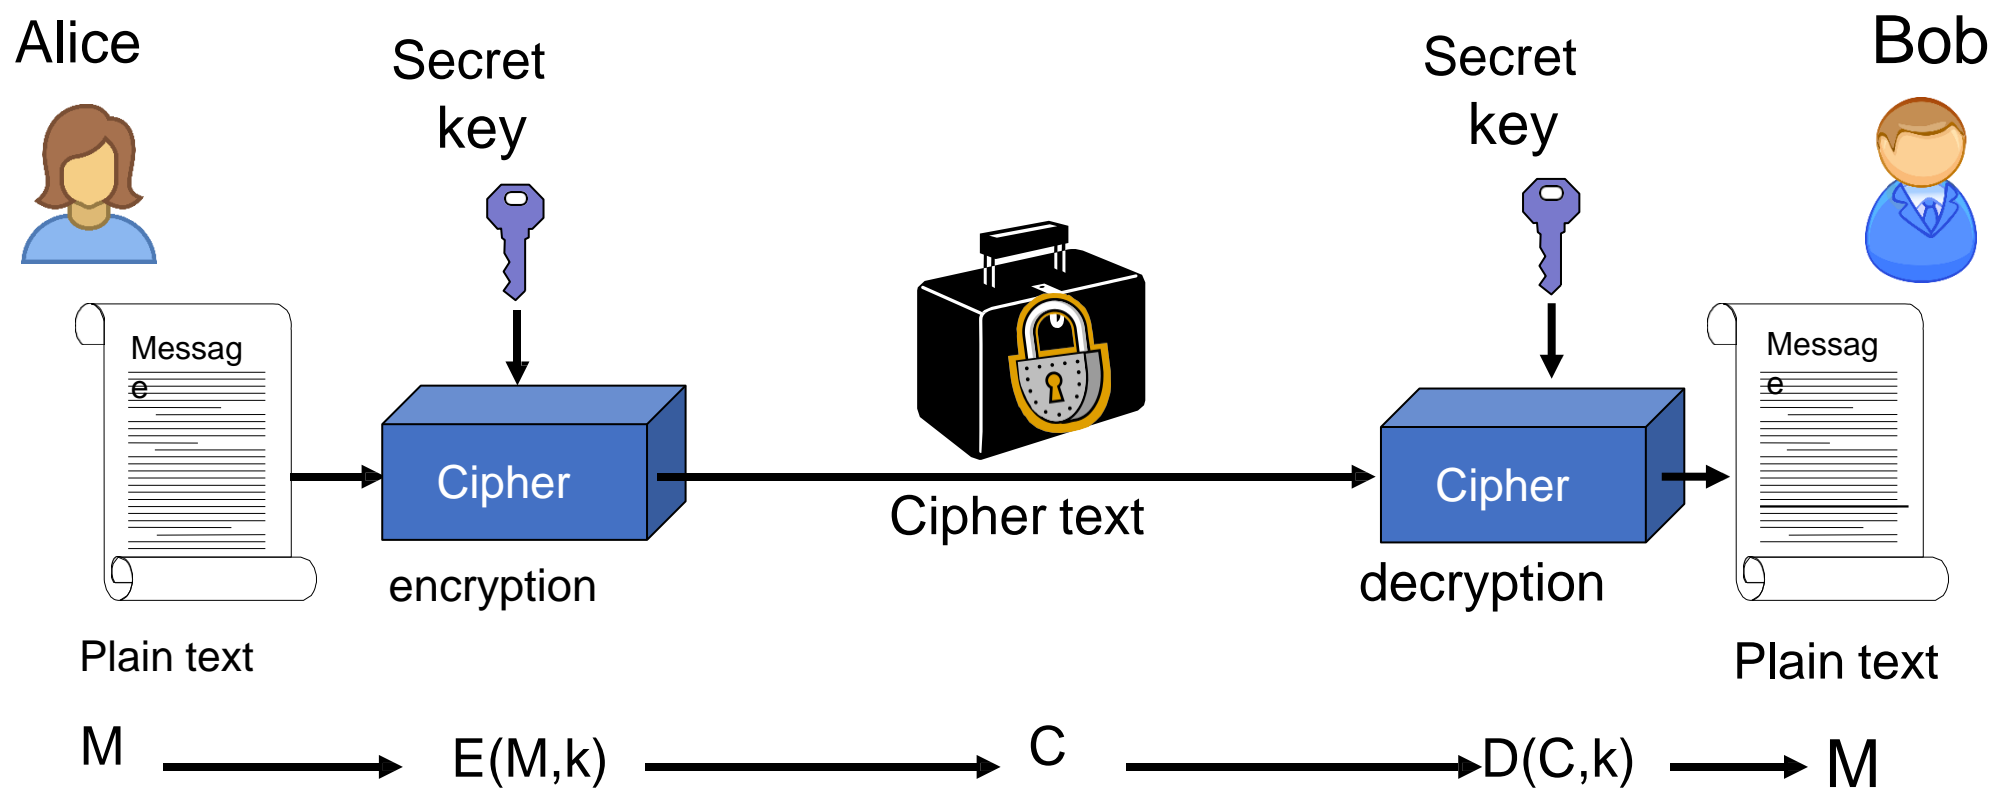 Alice
Secret
key
Secret
key
Bob
Messag
e
Messag
e
Cipher
Cipher text
Cipher
encryption
decryption
Plain text
Plain text
M
E(M,k)
C
D(C,k)
M